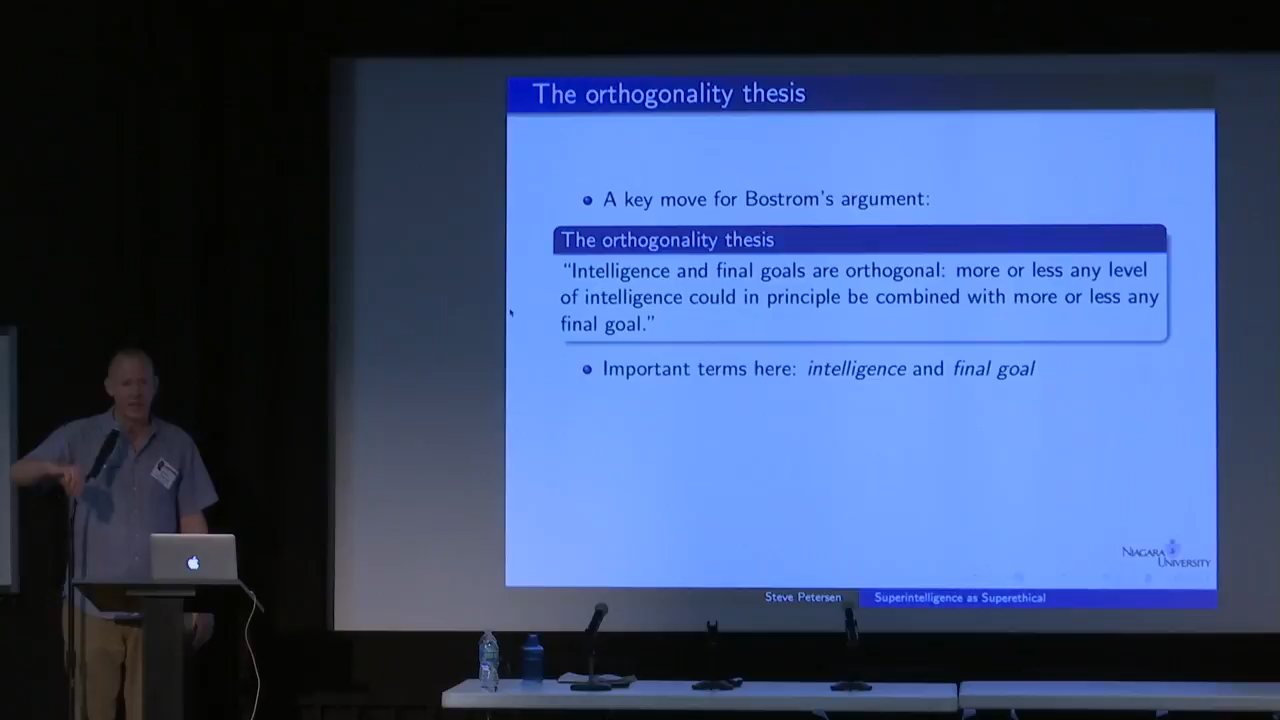 The orthogonality thesis
A key move for Bostrom's argument:
The orthogonality thesis
“Intelligence and final goals are orthogonal: more or less any level
of intelligence could in principle be combined with more or less any
final goal.”
Important terms here: intelligence and final goal
NIAGARA
UNIVERSITY
Steve Petersen
Superintelligence as Superethical